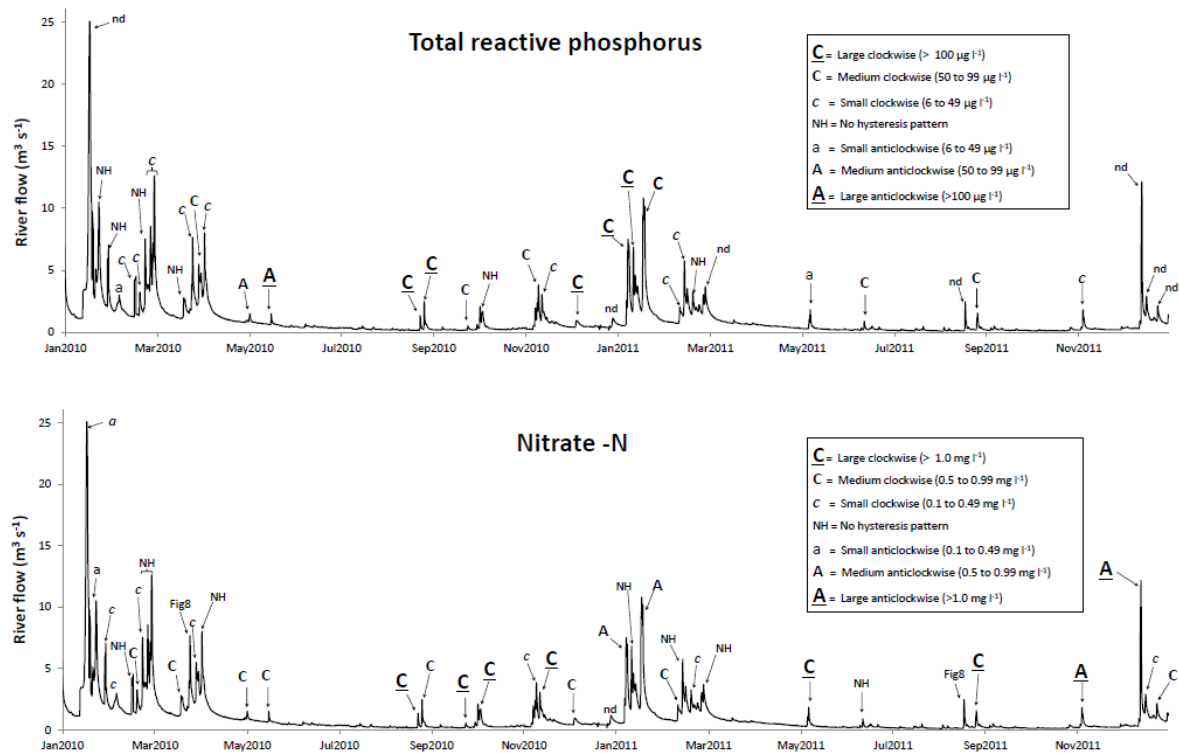 Total reactive phosphorus
River flow (m³ s⁻¹)
25
20
15
10
5
0
nd
NH
NH
a
c
c
NH
c
NH
c
C
c
A
A
C
C
C
NH
C
c
C
nd
C
C
C
c
c
NH
nd
a
C
nd
C
c
nd
nd
nd
C = Large clockwise (> 100 µg l⁻¹)
C = Medium clockwise (50 to 99 µg l⁻¹)
c = Small clockwise (6 to 49 µg l⁻¹)
NH = No hysteresis pattern
a = Small anticlockwise (6 to 49 µg l⁻¹)
A = Medium anticlockwise (50 to 99 µg l⁻¹)
A = Large anticlockwise (>100 µg l⁻¹)
Jan2010 Mar2010 May2010 Jul2010 Sep2010 Nov2010 Jan2011 Mar2011 May2011 Jul2011 Sep2011 Nov2011
Nitrate -N
River flow (m³ s⁻¹)
25
20
15
10
5
0
a
a
c
c
NH
C
c
NH
C
Fig8
c
NH
C
C
C
C
C
C
c
C
C
nd
A
NH
A
C
NH
c
NH
C
NH
Fig8
C
A
A
c
C
C = Large clockwise (> 1.0 mg l⁻¹)
C = Medium clockwise (0.5 to 0.99 mg l⁻¹)
c = Small clockwise (0.1 to 0.49 mg l⁻¹)
NH = No hysteresis pattern
a = Small anticlockwise (0.1 to 0.49 mg l⁻¹)
A = Medium anticlockwise (0.5 to 0.99 mg l⁻¹)
A = Large anticlockwise (>1.0 mg l⁻¹)
Jan2010 Mar2010 May2010 Jul2010 Sep2010 Nov2010 Jan2011 Mar2011 May2011 Jul2011 Sep2011 Nov2011